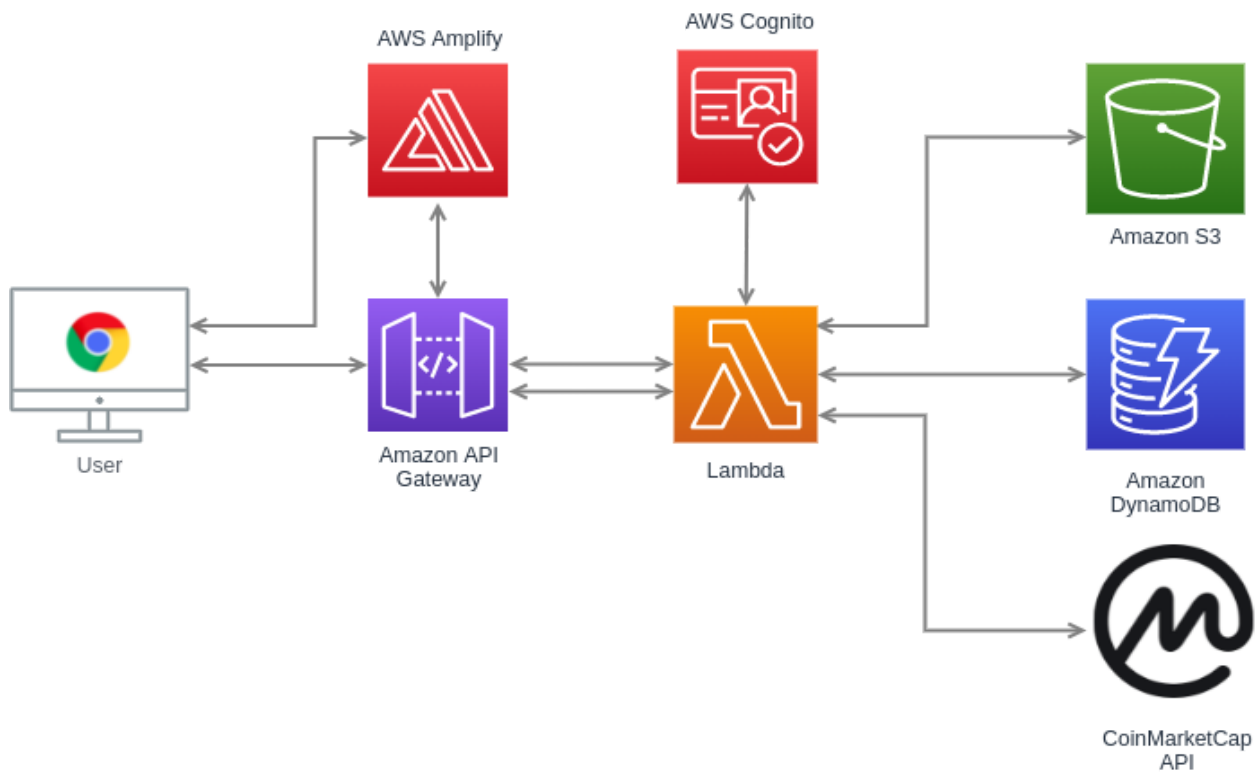 AWS Amplify
AWS Cognito
Amazon S3
</>
User
Amazon API
Gateway
Lambda
Amazon
DynamoDB
CoinMarketCap
API